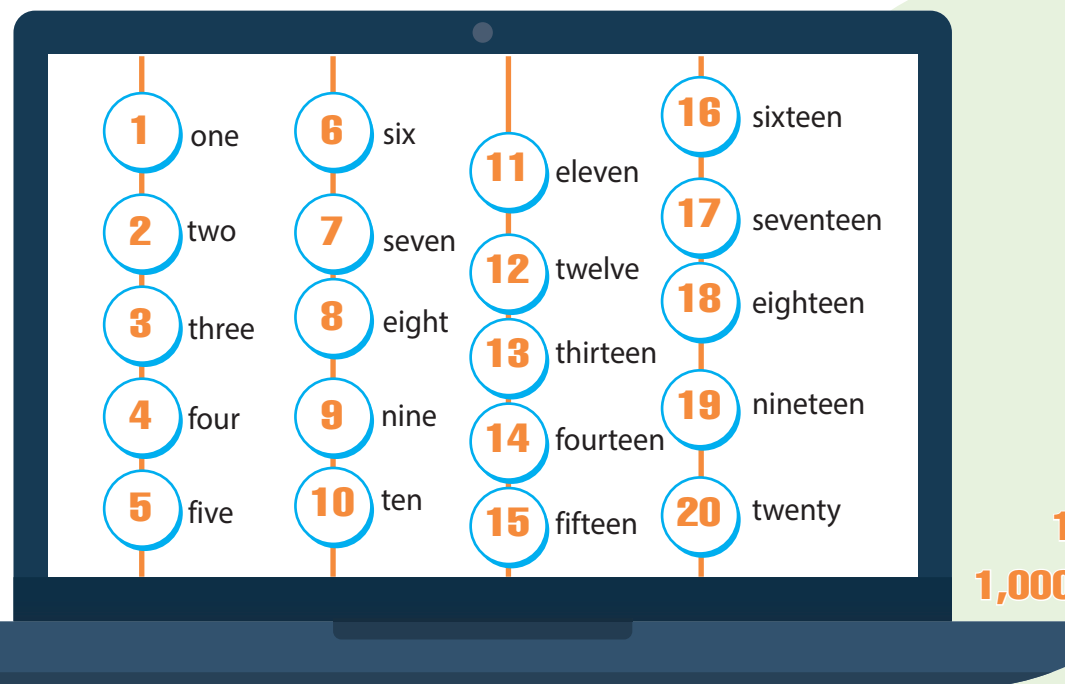 1 one
2 two
3 three
4 four
5 five
6 six
7 seven
8 eight
9 nine
10 ten
11 eleven
12 twelve
13 thirteen
14 fourteen
15 fifteen
16 sixteen
17 seventeen
18 eighteen
19 nineteen
20 twenty